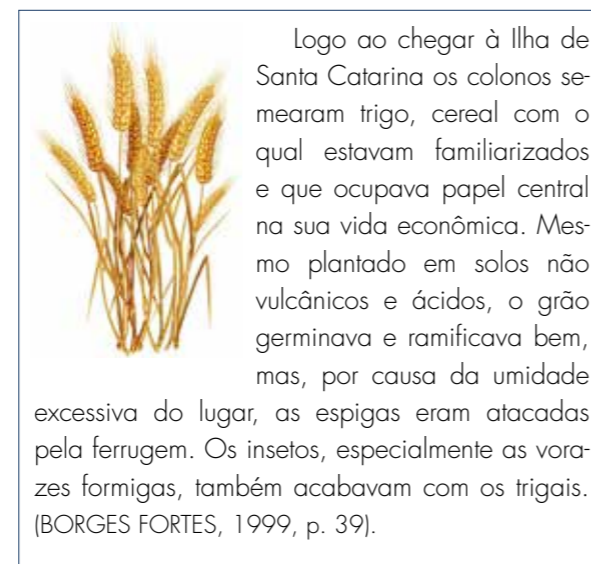 Logo ao chegar à Ilha de
Santa Catarina os colonos se-
mearam trigo, cereal com o
qual estavam familiarizados
e que ocupava papel central
na sua vida econômica. Mes-
mo plantado em solos não
vulcânicos e ácidos, o grão
germinava e ramificava bem,
mas, por causa da umidade
excessiva do lugar, as espigas eram atacadas
pela ferrugem. Os insetos, especialmente as vora-
zes formigas, também acabavam com os trigais.
(BORGES FORTES, 1999, p. 39).